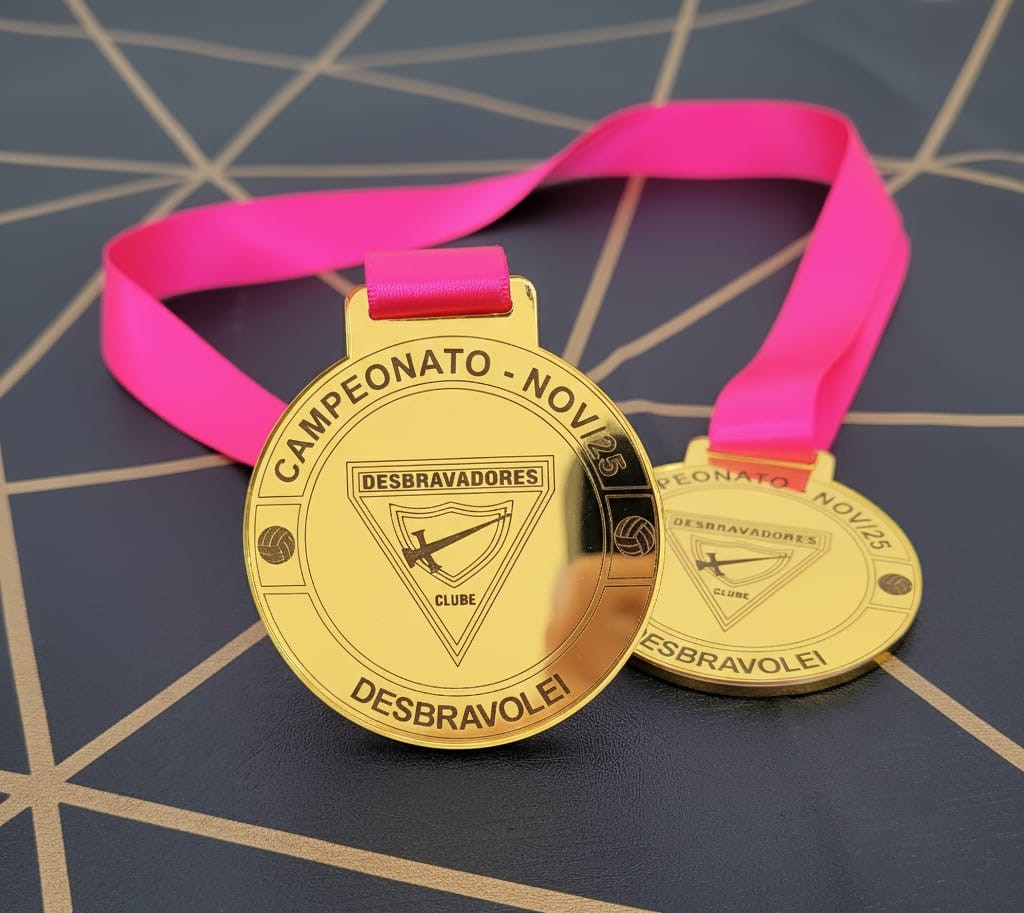 CAMPEONATO - NOV/25
DESBRAVADORES
CLUBE
DESBRAVOLEI
PEONATO NOV/25
DESBRAVADORES
CLUBE
DESBRAVOLEI